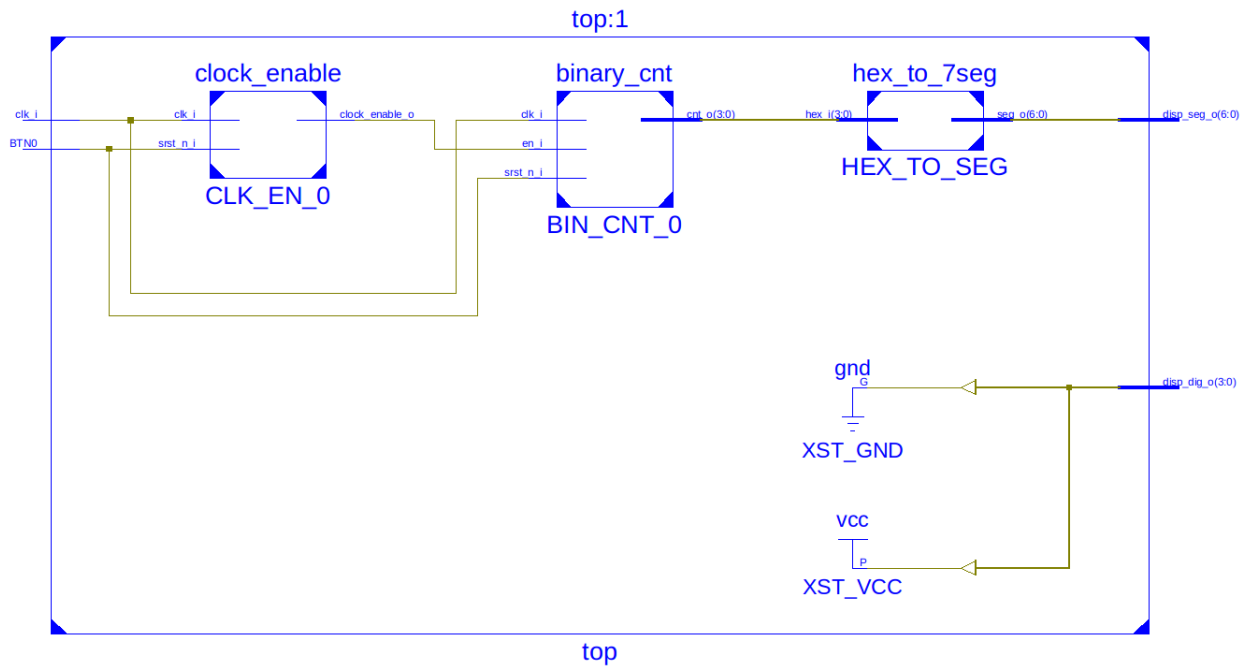 top:1
clock_enable
binary_cnt
hex_to_7seg
clk_i
clk_i
clock_enable_o
clk_i
cnt_o(3:0)
hex_i(3:0)
seg_o(6:0)
disp_seg_o(6:0)
BTN0
srst_n_i
en_i
srst_n_i
HEX_TO_SEG
CLK_EN_0
BIN_CNT_0
gnd
G
disp_dig_o(3:0)
XST_GND
vcc
P
XST_VCC
top